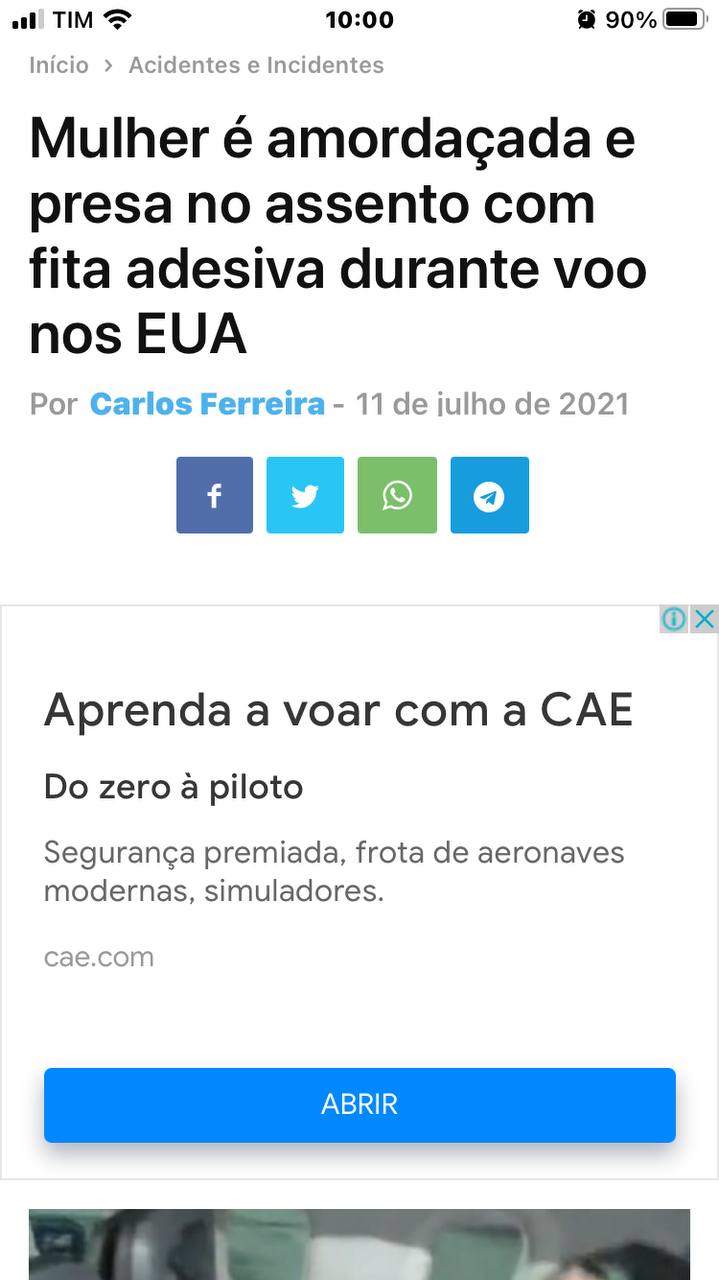 TIM 10:00 90%
Início > Acidentes e Incidentes
Mulher é amordaçada e
presa no assento com
fita adesiva durante voo
nos EUA
Por Carlos Ferreira - 11 de julho de 2021
f
Aprenda a voar com a CAE
Do zero à piloto
Segurança premiada, frota de aeronaves
modernas, simuladores.
cae.com
ABRIR